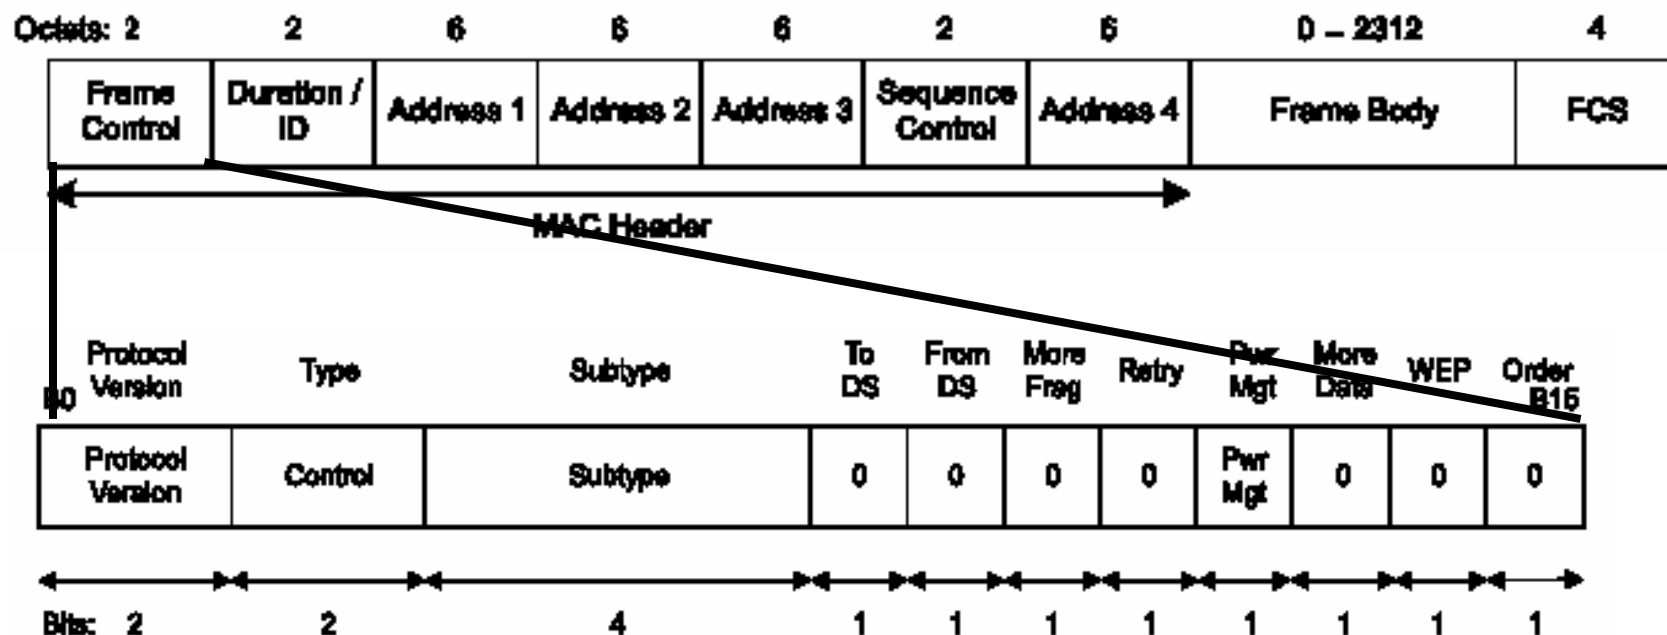 Octets: 2 2 6 6 6 2 6 0 – 2312 4
Frame Control Duration / ID Address 1 Address 2 Address 3 Sequence Control Address 4 Frame Body FCS
MAC Header
Protocol Version Type Subtype To DS From DS More Frag Retry Pwr Mgt More Data WEP Order
B0 B15
Protocol Version Control Subtype 0 0 0 0 Pwr Mgt 0 0 0
Bits: 2 2 4 1 1 1 1 1 1 1 1